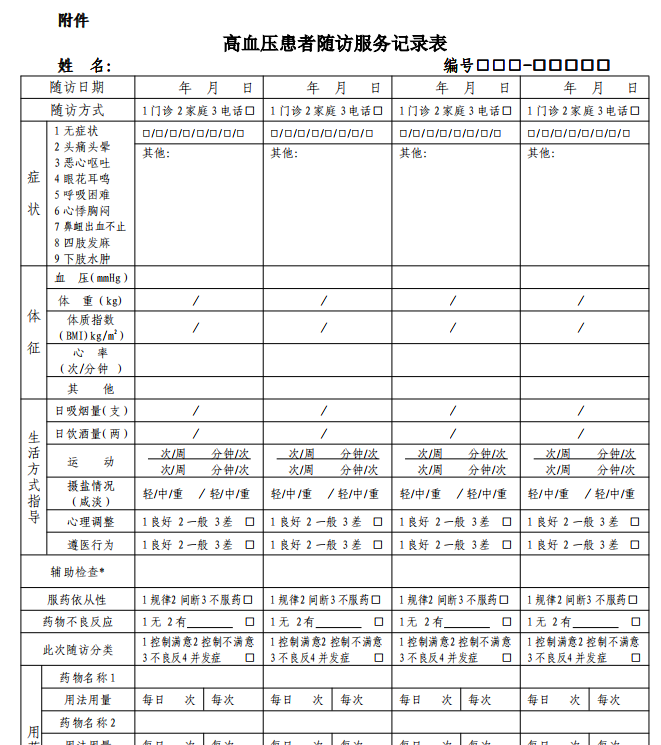 附件
高血压患者随访服务记录表
姓 名: 编号□□□-□□□□□
随访日期 年 月 日 年 月 日 年 月 日 年 月 日
随访方式 1门诊 2家庭 3电话□ 1门诊 2家庭 3电话□ 1门诊 2家庭 3电话□ 1门诊 2家庭 3电话□
症状
1 无症状
2 头痛头晕
3 恶心呕吐
4 眼花耳鸣
5 呼吸困难
6 心悸胸闷
7 鼻衄出血不止
8 四肢发麻
9 下肢水肿
□/□/□/□/□/□/□/□ □/□/□/□/□/□/□/□ □/□/□/□/□/□/□/□ □/□/□/□/□/□/□/□
其他: 其他: 其他: 其他:
体征
血 压(mmHg)
体 重(kg) / / / /
体质指数
(BMI)kg/㎡) / / / /
心 率
(次/分钟 )
其 他
生活方式指导
日吸烟量(支) / / / /
日饮酒量(两) / / / /
运 动
次/周 分钟/次 次/周 分钟/次 次/周 分钟/次 次/周 分钟/次
次/周 分钟/次 次/周 分钟/次 次/周 分钟/次 次/周 分钟/次
摄盐情况
(咸淡) 轻/中/重 / 轻/中/重 轻/中/重 / 轻/中/重 轻/中/重 / 轻/中/重 轻/中/重 / 轻/中/重
心理调整 1良好 2一般 3差 □ 1良好 2一般 3差 □ 1良好 2一般 3差 □ 1良好 2一般 3差 □
遵医行为 1良好 2一般 3差 □ 1良好 2一般 3差 □ 1良好 2一般 3差 □ 1良好 2一般 3差 □
辅助检查*
服药依从性 1规律2间断3不服药□ 1规律2间断3不服药□ 1规律2间断3不服药□ 1规律2间断3不服药□
药物不良反应 1无 2有______ □ 1无 2有______ □ 1无 2有______ □ 1无 2有______ □
此次随访分类
1控制满意2控制不满意 1控制满意2控制不满意 1控制满意2控制不满意 1控制满意2控制不满意
3不良反4并发症 □ 3不良反4并发症 □ 3不良反4并发症 □ 3不良反4并发症 □
用
药物名称1
用法用量 每日 次 每次 每日 次 每次 每日 次 每次 每日 次 每次
药物名称2